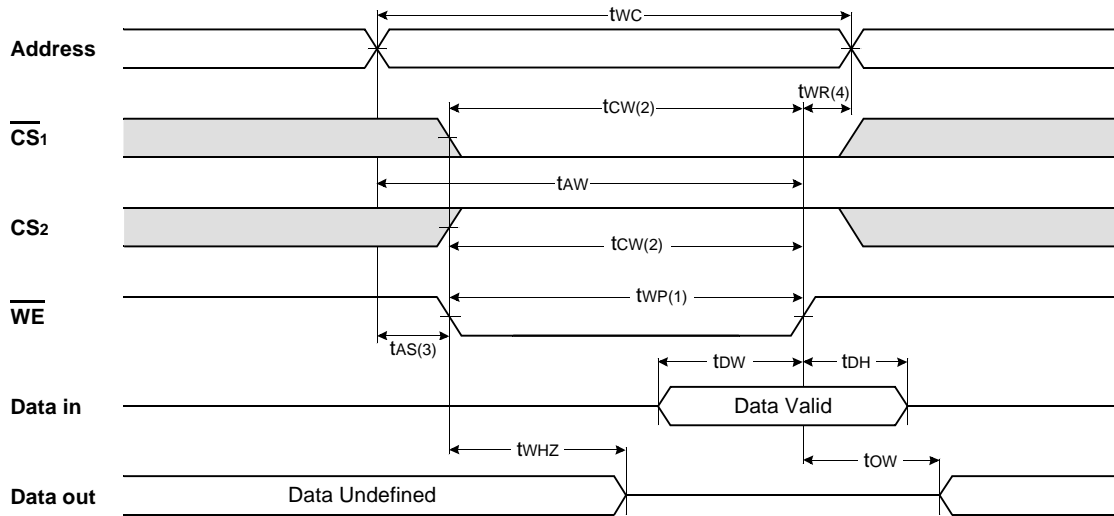 tWC
Address
tCW(2)
tWR(4)
CS1
tAW
CS2
tCW(2)
tWP(1)
WE
tAS(3)
tDW
tDH
Data in
Data Valid
tWHZ
tOW
Data out
Data Undefined